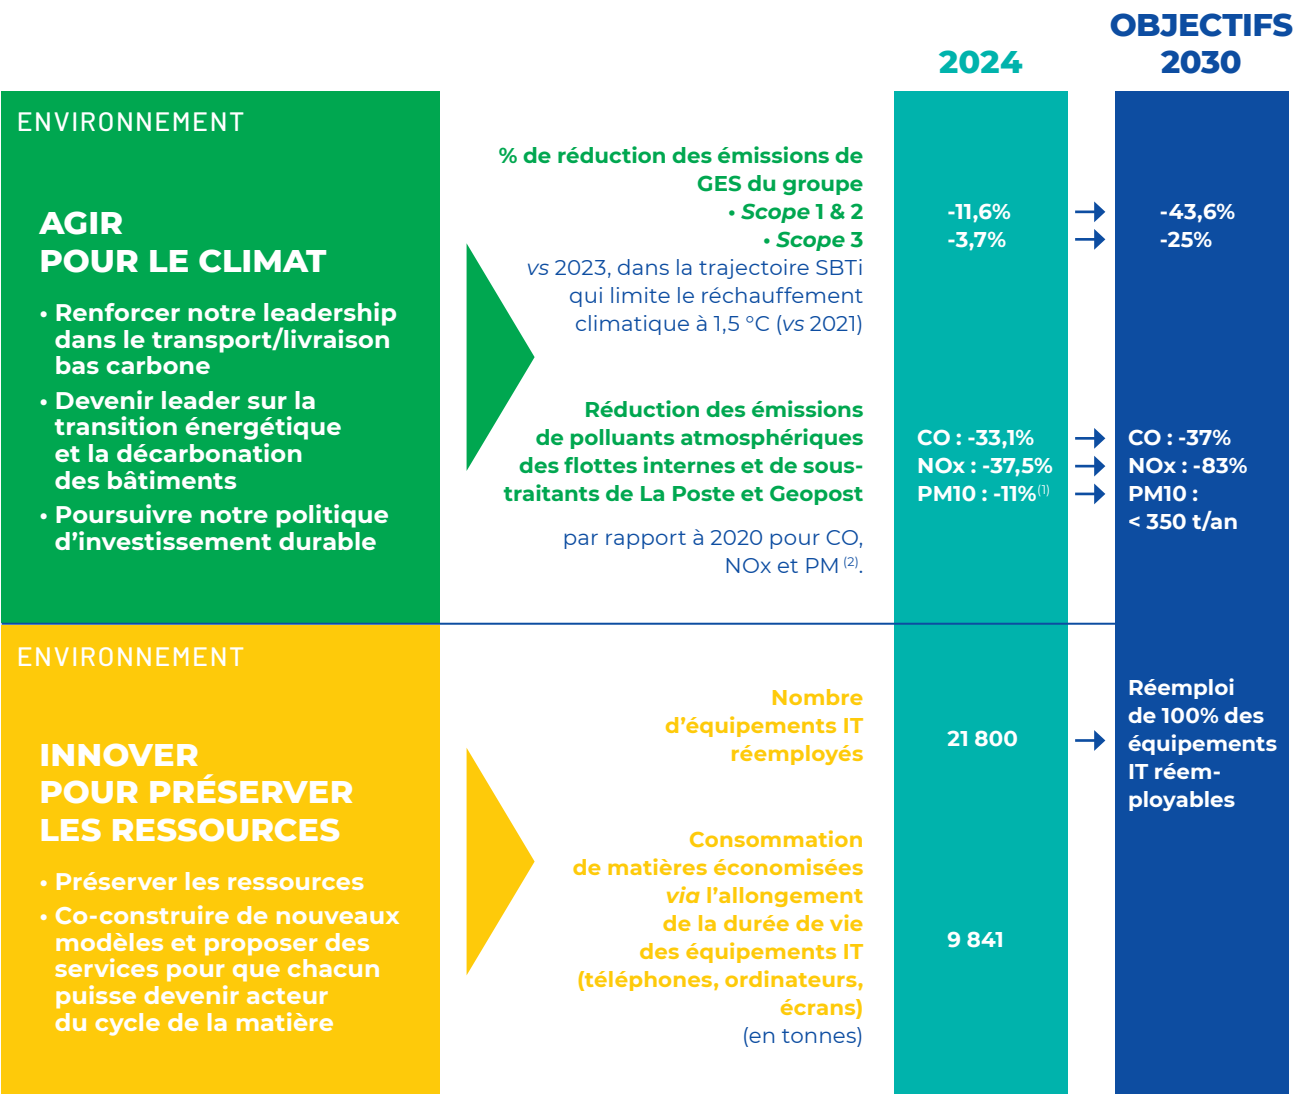 2024
OBJECTIFS
2030
ENVIRONNEMENT
AGIR
POUR LE CLIMAT
• Renforcer notre leadership
dans le transport/livraison
bas carbone
• Devenir leader sur la
transition énergétique
et la décarbonation
des bâtiments
• Poursuivre notre politique
d'investissement durable
% de réduction des émissions de
GES du groupe
• Scope 1 & 2
• Scope 3
vs 2023, dans la trajectoire SBTi
qui limite le réchauffement
climatique à 1,5 °C (vs 2021)
-11,6%
-3,7%
-43,6%
-25%
Réduction des émissions
de polluants atmosphériques
des flottes internes et de sous-
traitants de La Poste et Geopost
par rapport à 2020 pour CO,
NOx et PM (2).
CO : -33,1%
NOx : -37,5%
PM10 : -11%(1)
CO : -37%
NOx : -83%
PM10 :
< 350 t/an
ENVIRONNEMENT
INNOVER
POUR PRÉSERVER
LES RESSOURCES
• Préserver les ressources
• Co-construire de nouveaux
modèles et proposer des
services pour que chacun
puisse devenir acteur
du cycle de la matière
Nombre
d'équipements IT
réemployés
21 800
Réemploi
de 100% des
équipements
IT réem-
ployables
Consommation
de matières économisées
via l'allongement
de la durée de vie
des équipements IT
(téléphones, ordinateurs,
écrans)
(en tonnes)
9 841